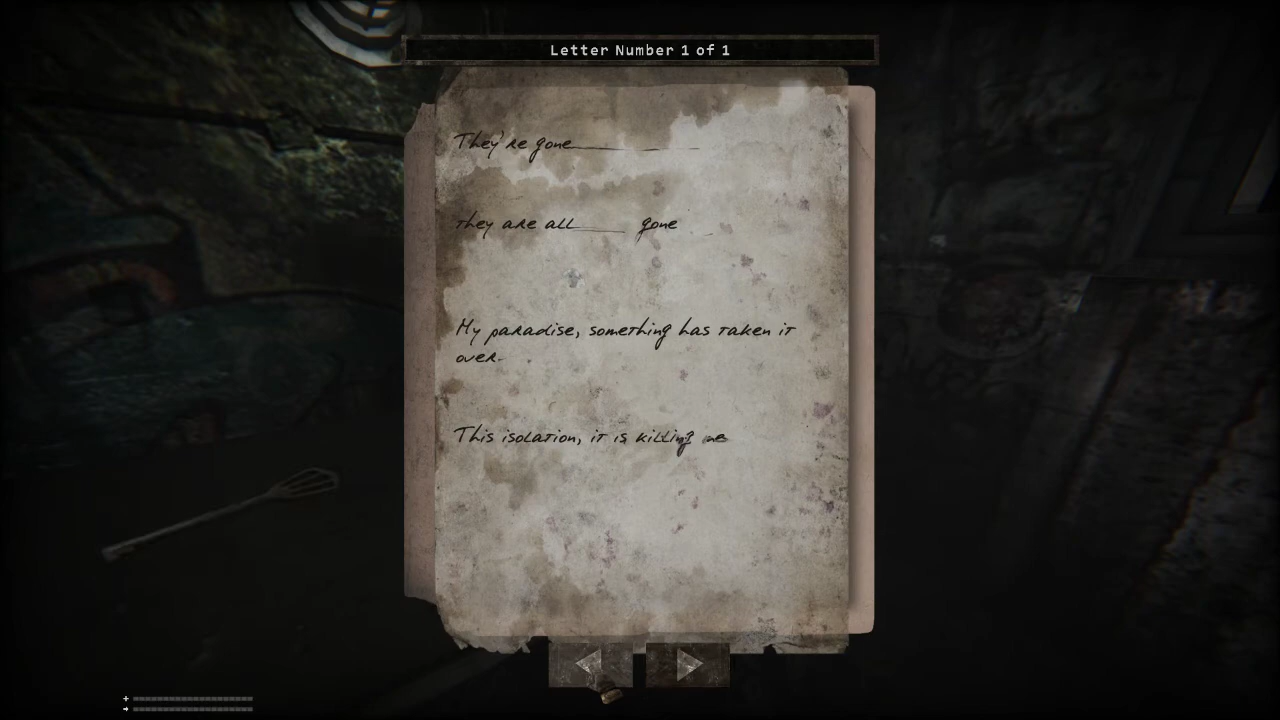 Letter Number 1 of 1
They're gone
They are all gone
My paradise, something has taken it
over.
This isolation, it is killing me